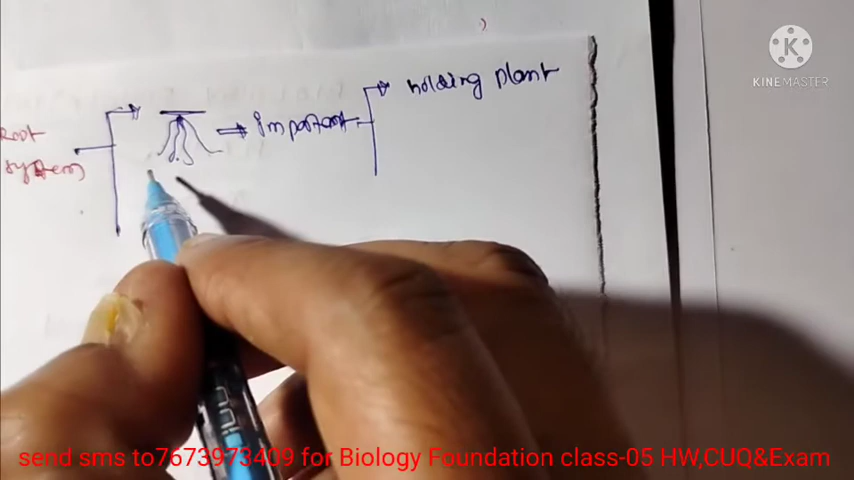 KINEMASTER
holding plant
Root
important
system
send sms to7673973409 for Biology Foundation class-05 HW,CUQ&Exam